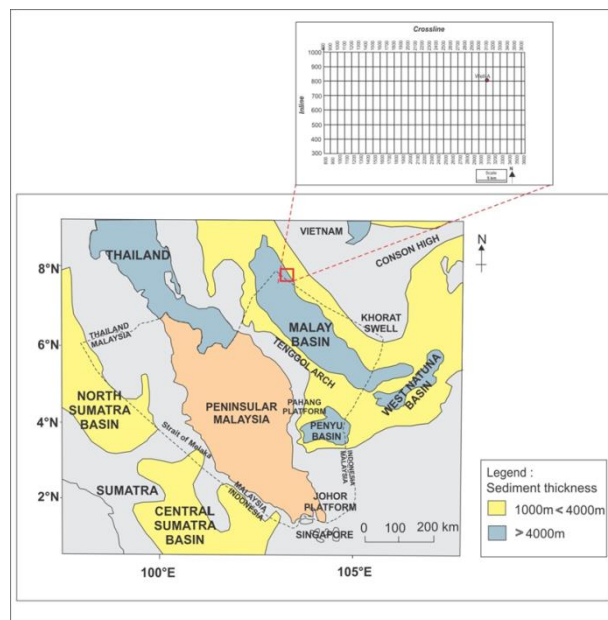 Crossline
Inline
1000
900
800
700
600
500
400
300
Well A
Scale
N
VIETNAM
CONSON HIGH
N
THAILAND
8°N
KHORAT
SWELL
MALAY
BASIN
THAILAND
MALAYSIA
TENGGOL ARCH
6°N
WEST NATUNA
BASIN
NORTH
SUMATRA
BASIN
PENINSULAR
MALAYSIA
PAHANG
PLATFORM
PENYU
BASIN
4°N
Strait of Melaka
INDONESIA
MALAYSIA
SUMATRA
MALAYSIA
INDONESIA
JOHOR
PLATFORM
2°N
CENTRAL
SUMATRA
BASIN
SINGAPORE
0 100 200 km
100°E
105°E
Legend :
Sediment thickness
1000m < 4000m
> 4000m